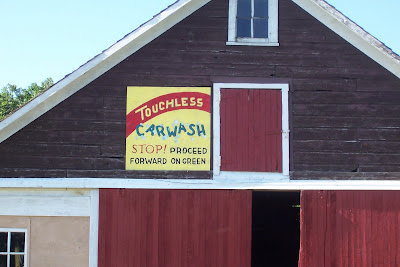 TOUCHLESS
CARWASH
STOP! PROCEED
FORWARD ON GREEN